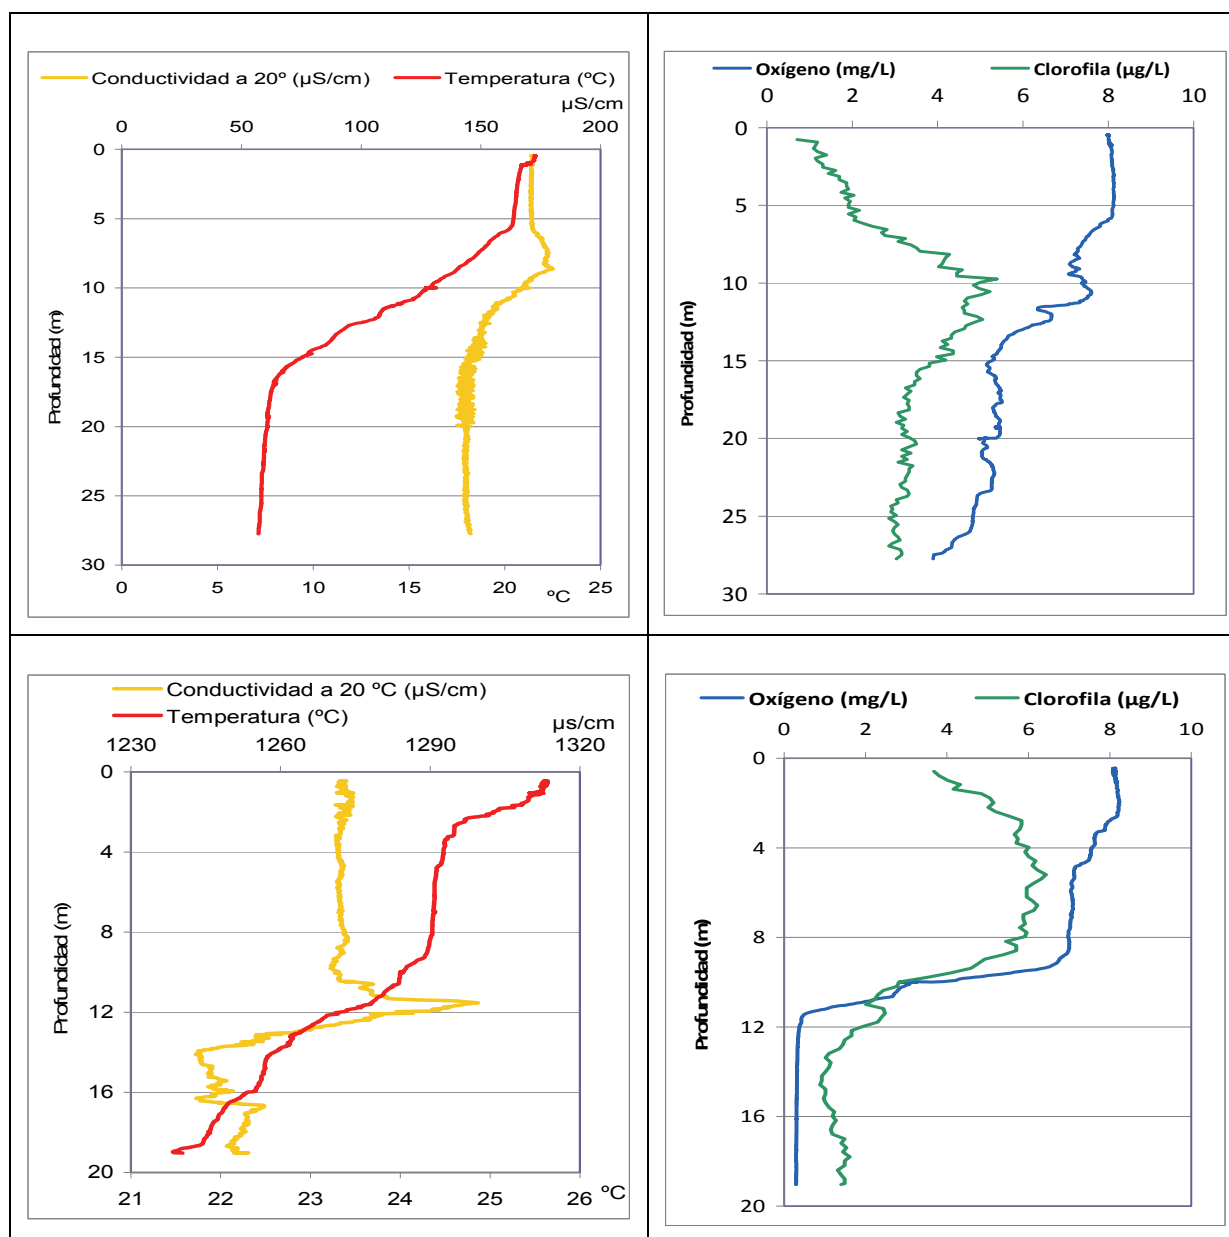 Conductividad a 20º (µS/cm) Temperatura (ºC)
µS/cm
0 50 100 150 200
0
5
10
15
20
25
30
Profundidad (m)
0 5 10 15 20 25
ºC
Oxígeno (mg/L) Clorofila (µg/L)
0 2 4 6 8 10
0
5
10
15
20
25
30
Profundidad (m)
Conductividad a 20 ºC (µS/cm)
Temperatura (ºC)
µs/cm
1230 1260 1290 1320
0
4
8
12
16
20
Profundidad (m)
21 22 23 24 25 26
ºC
Oxígeno (mg/L) Clorofila (µg/L)
0 2 4 6 8 10
0
4
8
12
16
20
Profundidad (m)